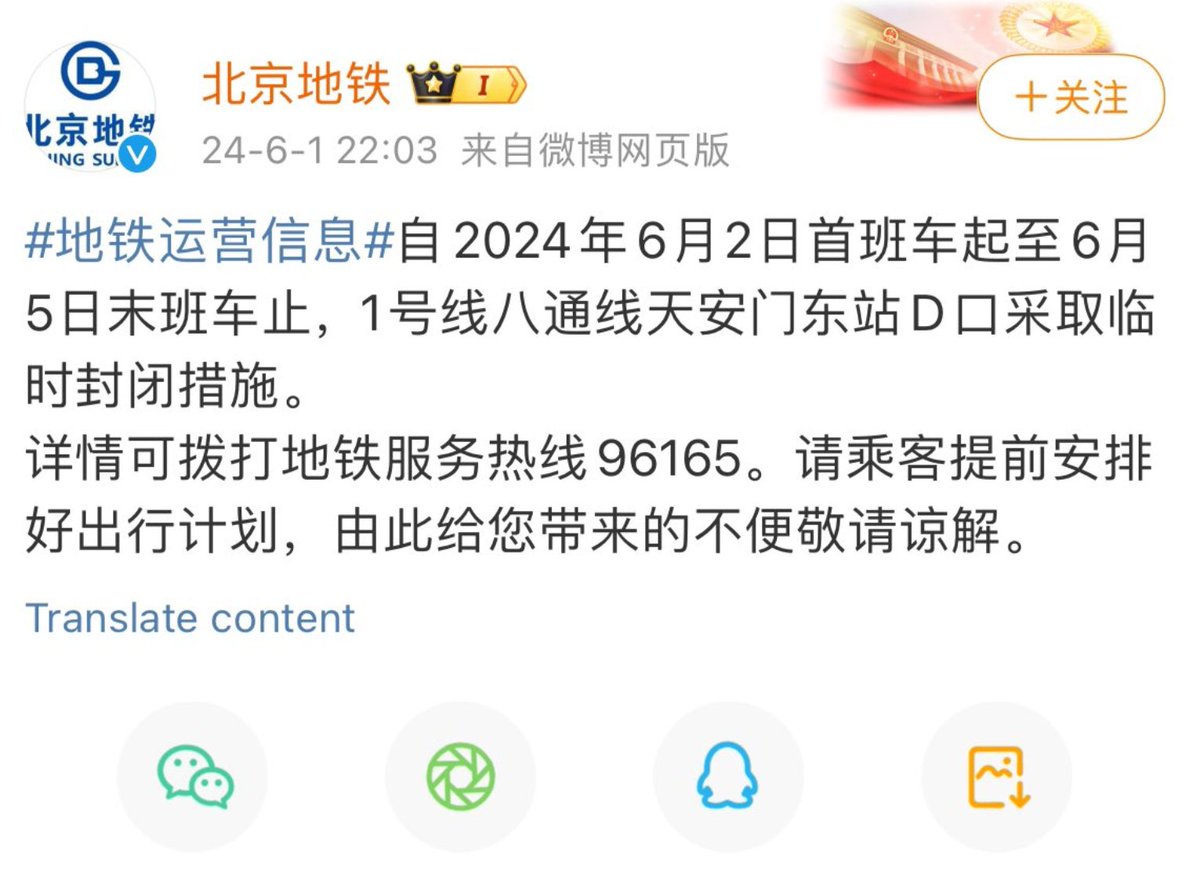 北京地铁 I
24-6-1 22:03 来自微博网页版
+关注
北京地铁
#地铁运营信息#自2024年6月2日首班车起至6月
5日末班车止，1号线八通线天安门东站D口采取临
时封闭措施。
详情可拨打地铁服务热线96165。请乘客提前安排
好出行计划，由此给您带来的不便敬请谅解。
Translate content